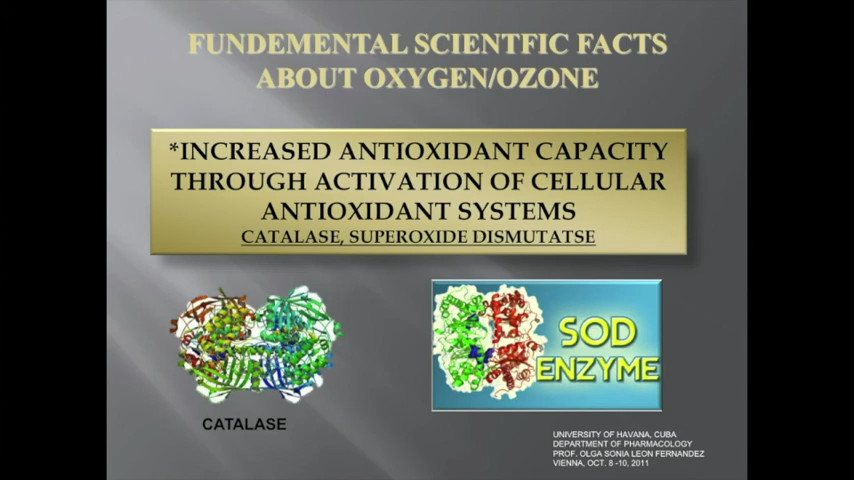 FUNDEMENTAL SCIENTFIC FACTS
ABOUT OXYGEN/OZONE
*INCREASED ANTIOXIDANT CAPACITY
THROUGH ACTIVATION OF CELLULAR
ANTIOXIDANT SYSTEMS
CATALASE, SUPEROXIDE DISMUTATSE
SOD
ENZYME
CATALASE
UNIVERSITY OF HAVANA, CUBA
DEPARTMENT OF PHARMACOLOGY
PROF. OLGA SONIA LEON FERNANDEZ
VIENNA, OCT. 8 -10, 2011